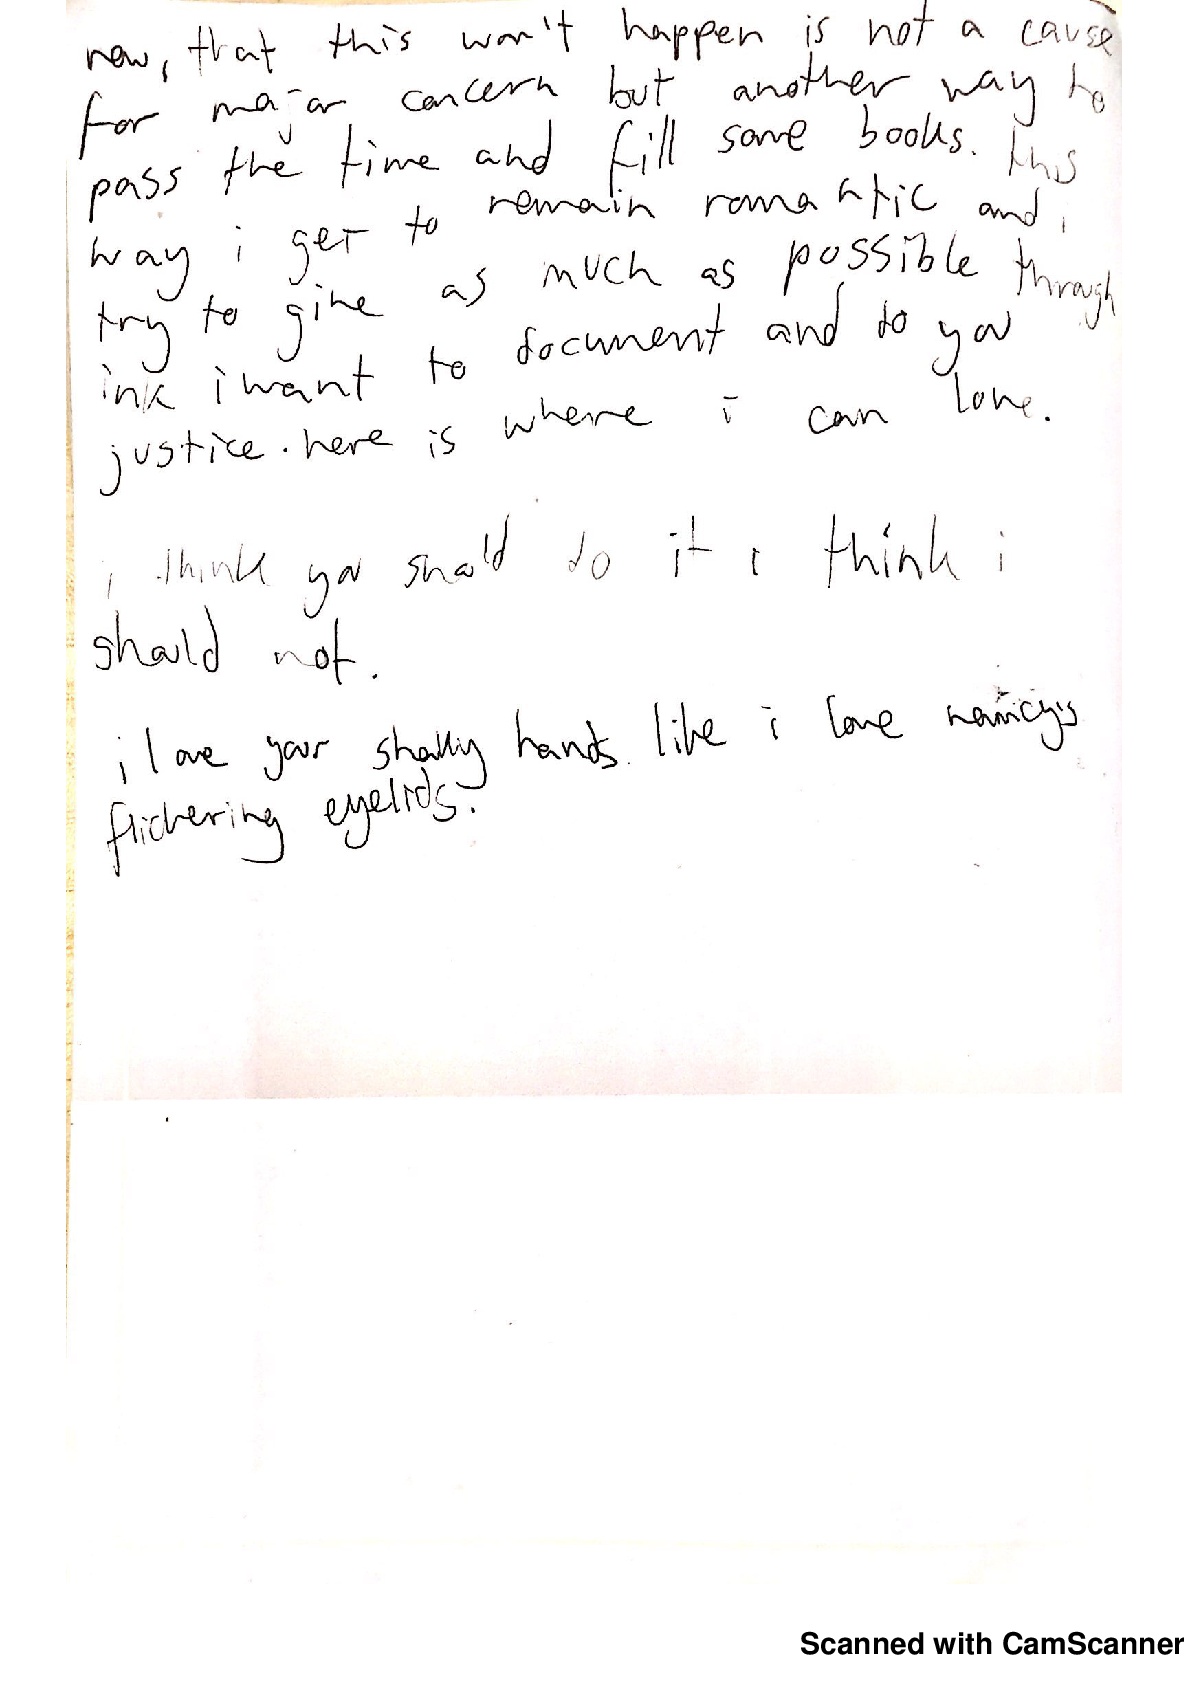 now, that this won't happen is not a cause
for major concern but another way to
pass the time and fill some books. this
way i get to remain romantic and i
try to give as much as possible through
ink i want to document and do you
justice. here is where i can love.
i think you should do it i think i
should not.
i love your shaky hands like i love nancy's
flickering eyelids.
Scanned with CamScanner